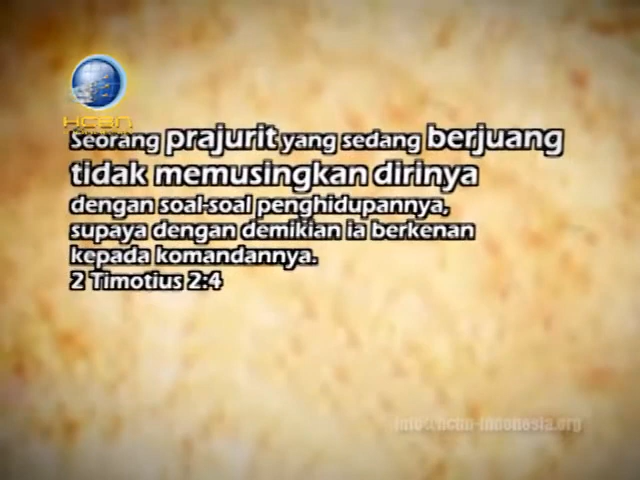 HCBN
Seorang prajurit yang sedang berjuang
tidak memusingkan dirinya
dengan soal-soal penghidupannya,
supaya dengan demikian ia berkenan
kepada komandannya.
2 Timotius 2:4
info@hcbn-indonesia.org